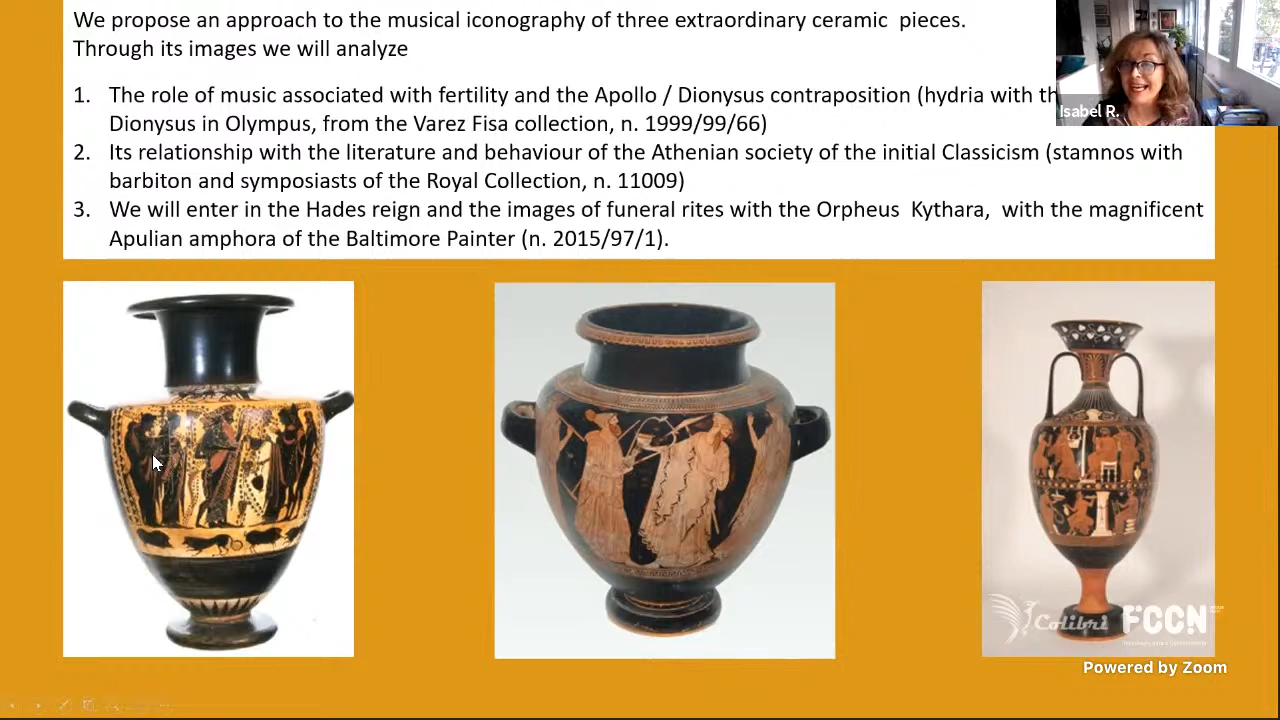 We propose an approach to the musical iconography of three extraordinary ceramic  pieces.
Through its images we will analyze
1. The role of music associated with fertility and the Apollo / Dionysus contraposition (hydria with th
Dionysus in Olympus, from the Varez Fisa collection, n. 1999/99/66)
2. Its relationship with the literature and behaviour of the Athenian society of the initial Classicism (stamnos with
barbiton and symposiasts of the Royal Collection, n. 11009)
3. We will enter in the Hades reign and the images of funeral rites with the Orpheus  Kythara,  with the magnificent
Apulian amphora of the Baltimore Painter (n. 2015/97/1).
Isabel R.
Colibri FCCN
Powered by Zoom